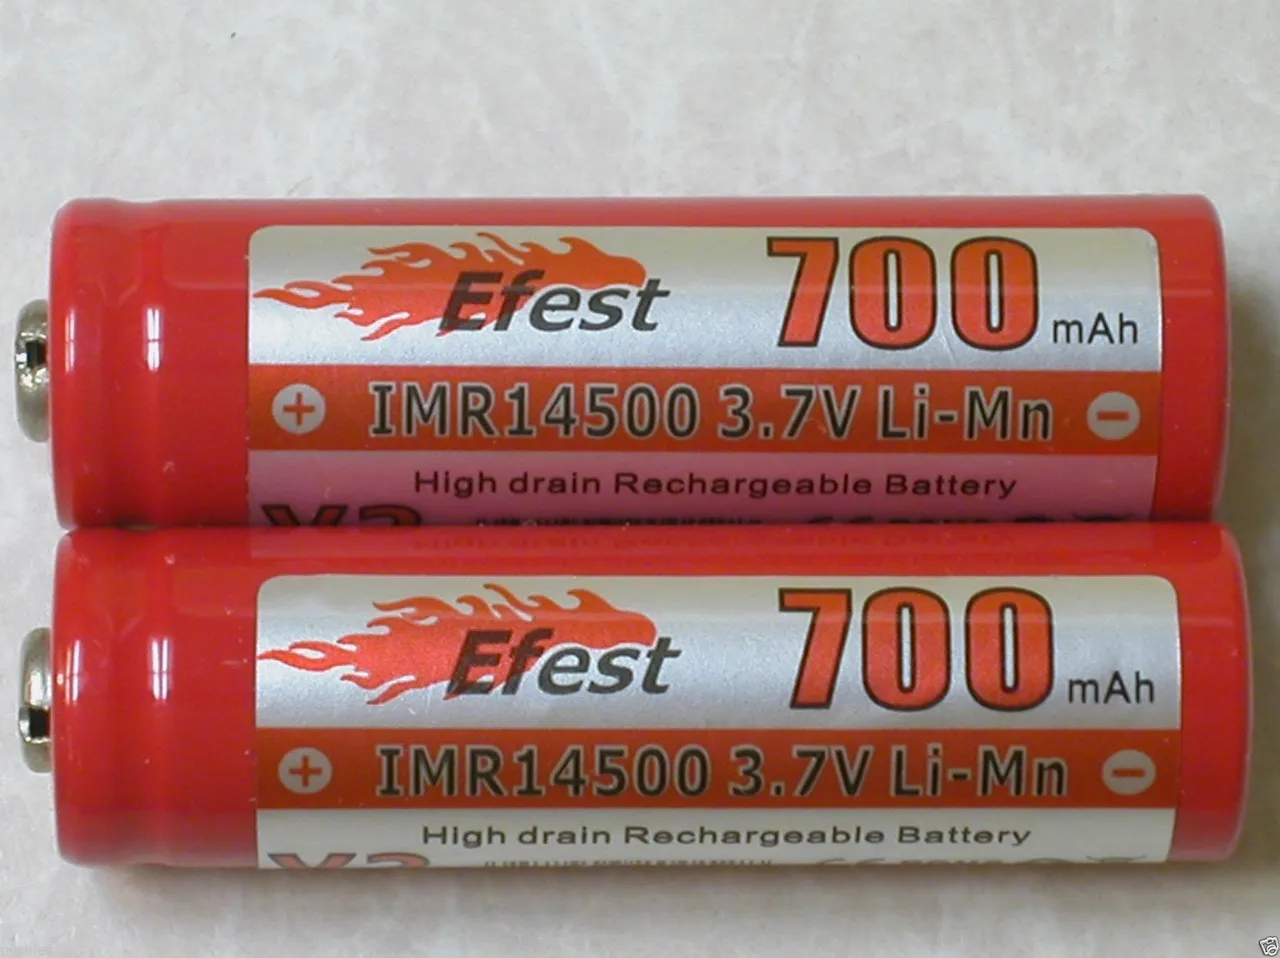 Efest 700 mAh
+ IMR14500 3.7V Li-Mn -
High drain Rechargeable Battery
Efest 700 mAh
+ IMR14500 3.7V Li-Mn -
High drain Rechargeable Battery